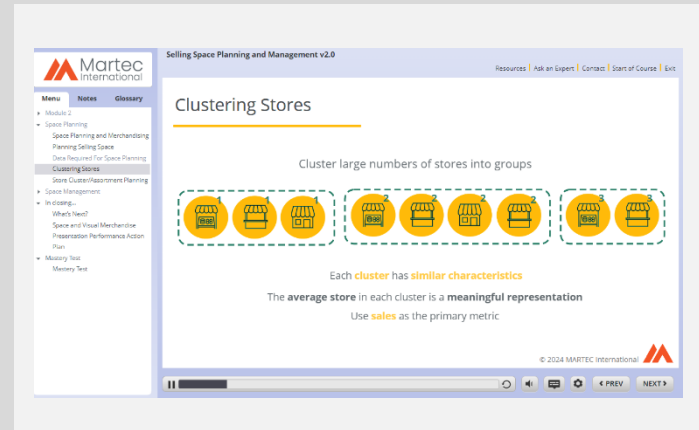 Martec
International
Selling Space Planning and Management v2.0
Resources | Ask an Expert | Contact | Start of Course | Exit
Menu Notes Glossary
Module 2
Space Planning
Space Planning and Merchandising
Planning Selling Space
Data Required For Space Planning
Clustering Stores
Store Cluster/Assortment Planning
Space Management
In closing...
What's Next?
Space and Visual Merchandise
Presentation Performance Action
Plan
Mastery Test
Mastery Test
Clustering Stores
Cluster large numbers of stores into groups
1 1 1 2 2 2 2 3 3
Each cluster has similar characteristics
The average store in each cluster is a meaningful representation
Use sales as the primary metric
© 2024 MARTEC International
< PREV NEXT >